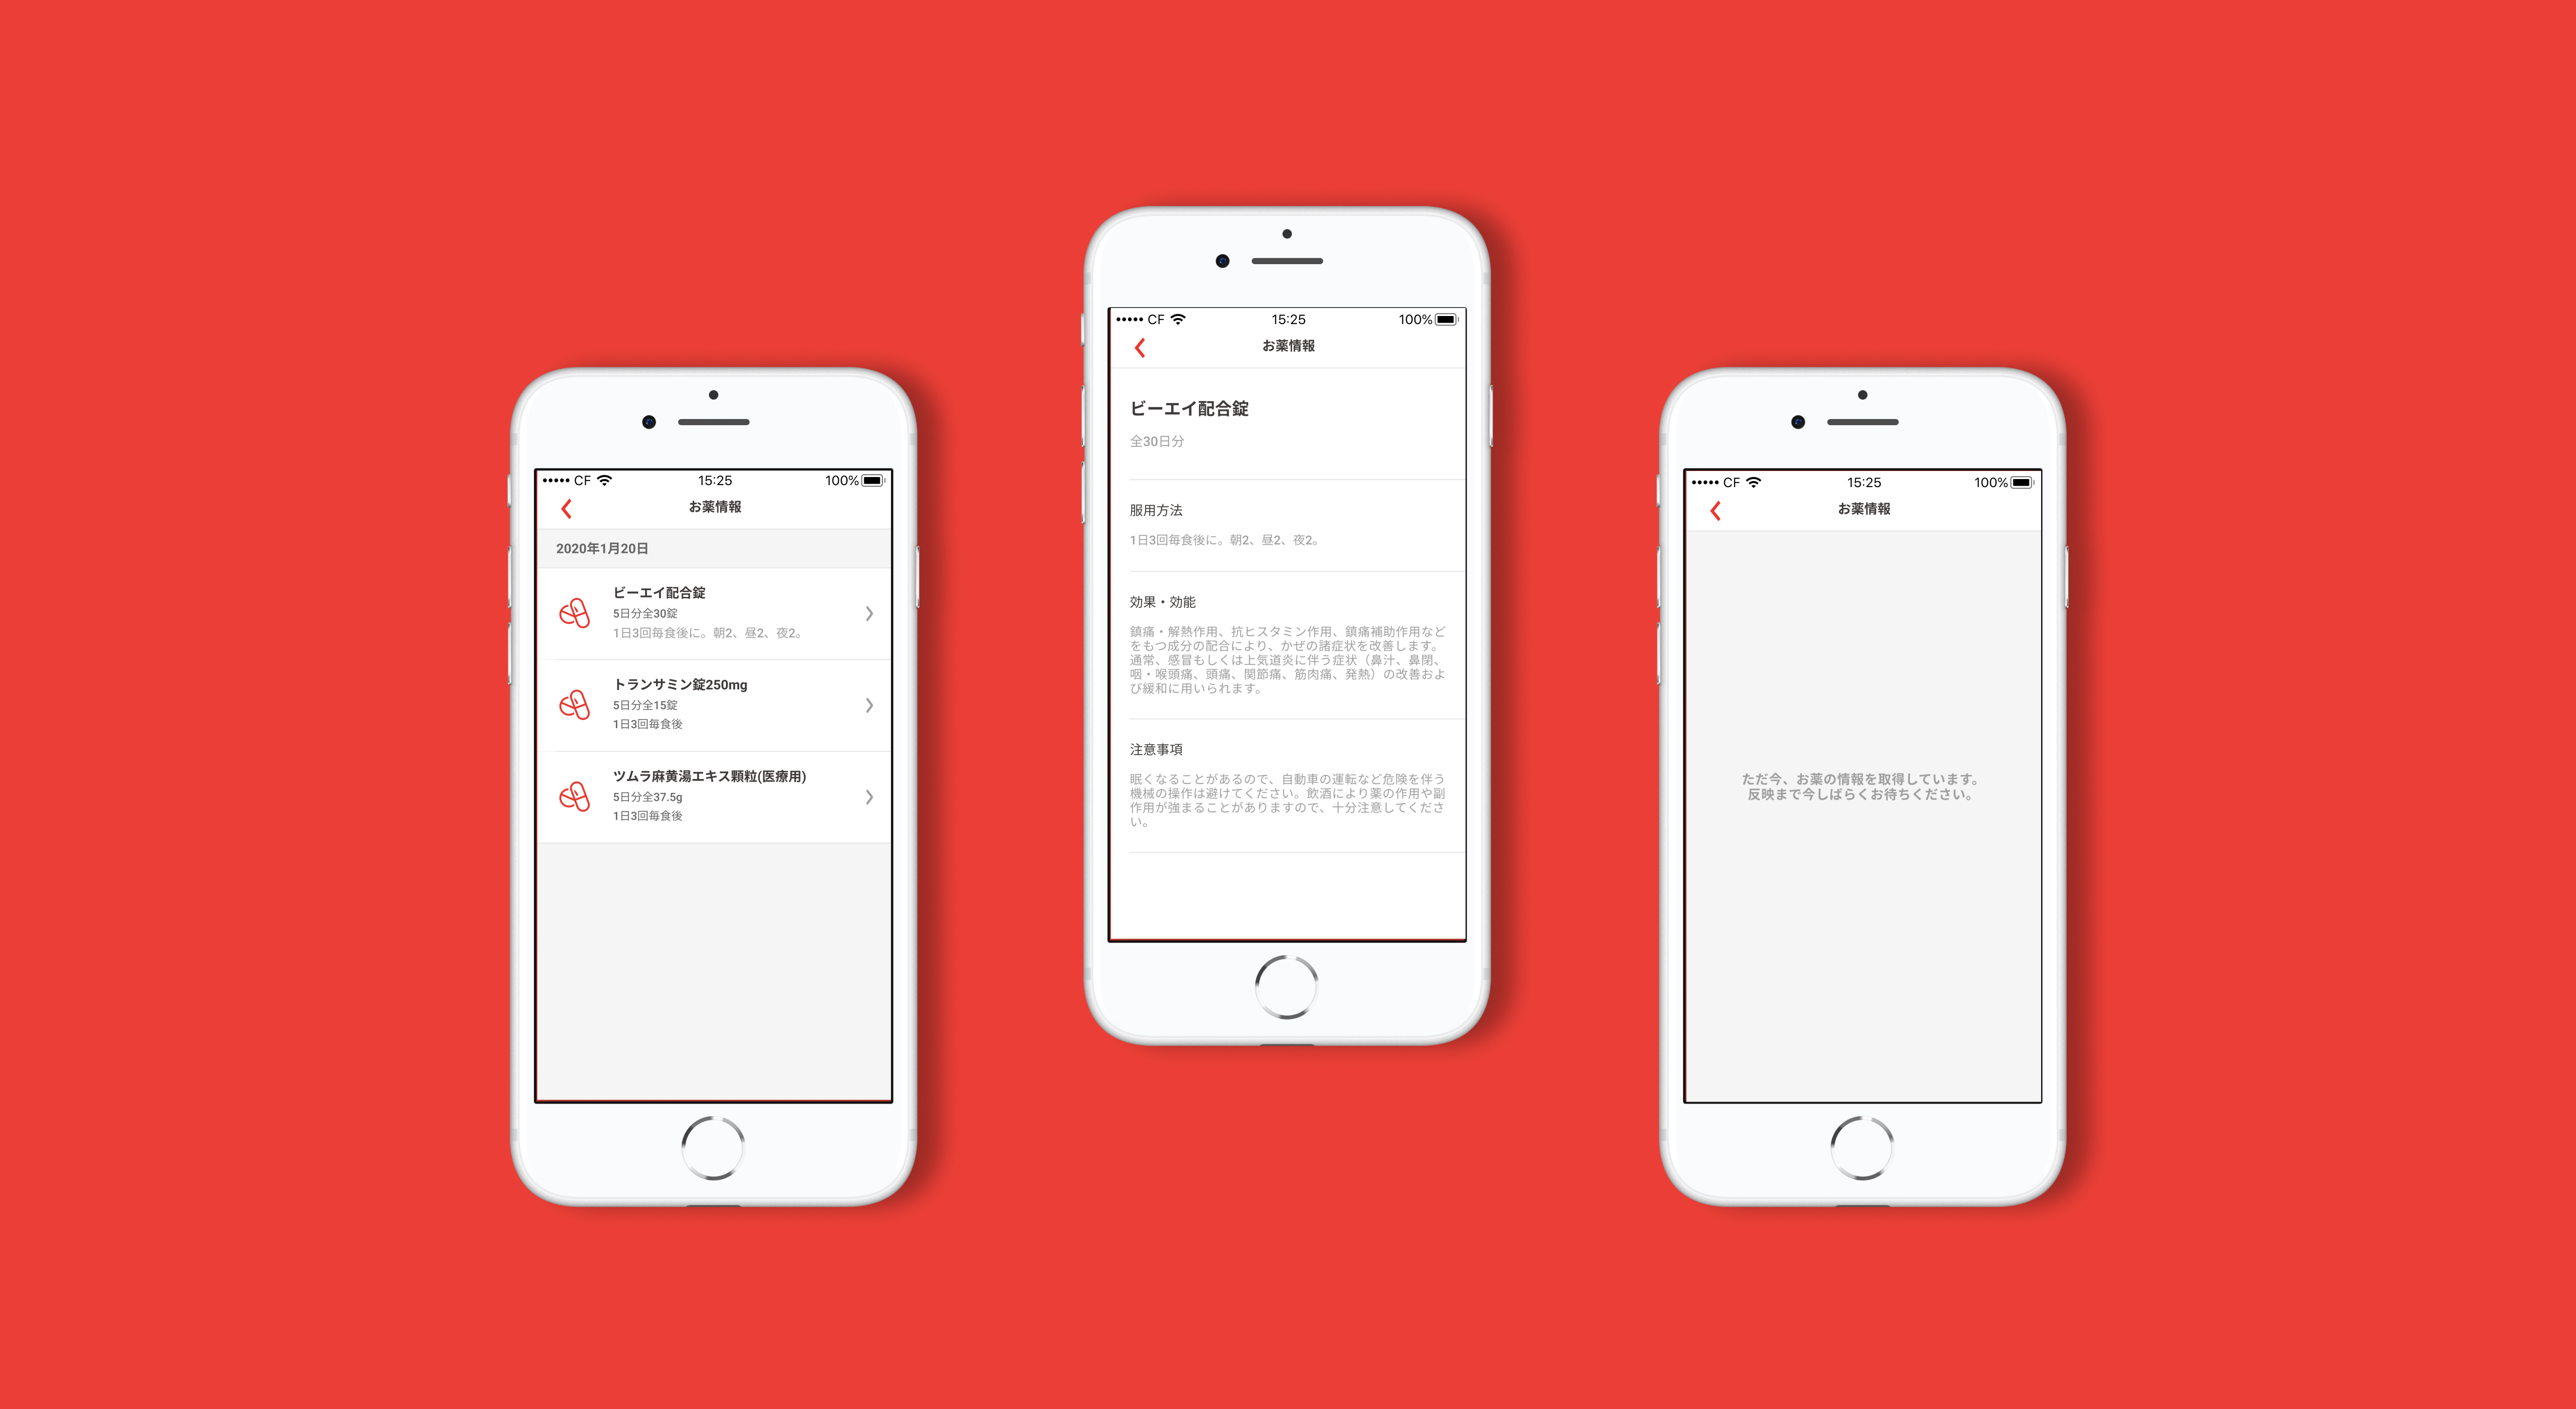 CF 15:25 100%
お薬情報
2020年1月20日
ビーエイ配合錠
5日分全30錠
1日3回毎食後に。朝2、昼2、夜2。
トランサミン錠250mg
5日分全15錠
1日3回毎食後
ツムラ麻黄湯エキス顆粒(医療用)
5日分全37.5g
1日3回毎食後
CF 15:25 100%
お薬情報
ビーエイ配合錠
全30日分
服用方法
1日3回毎食後に。朝2、昼2、夜2。
効果・効能
鎮痛・解熱作用、抗ヒスタミン作用、鎮痛補助作用など
をもつ成分の配合により、かぜの諸症状を改善します。
通常、感冒もしくは上気道炎に伴う症状（鼻汁、鼻閉、
咽・喉頭痛、頭痛、関節痛、筋肉痛、発熱）の改善およ
び緩和に用いられます。
注意事項
眠くなることがあるので、自動車の運転など危険を伴う
機械の操作は避けてください。飲酒により薬の作用や副
作用が強まることがありますので、十分注意してくださ
い。
CF 15:25 100%
お薬情報
ただ今、お薬の情報を取得しています。
反映まで今しばらくお待ちください。